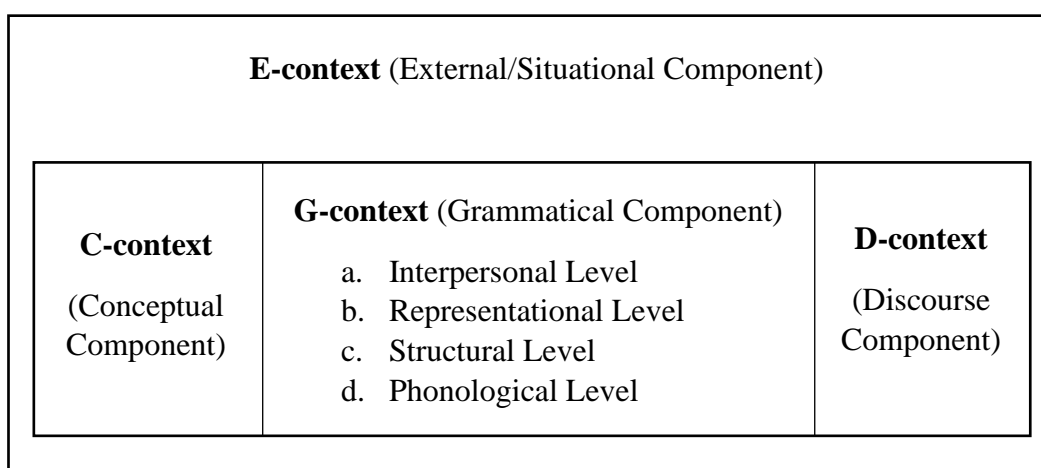 E-context (External/Situational Component)
C-context
(Conceptual
Component)
G-context (Grammatical Component)
a. Interpersonal Level
b. Representational Level
c. Structural Level
d. Phonological Level
D-context
(Discourse
Component)